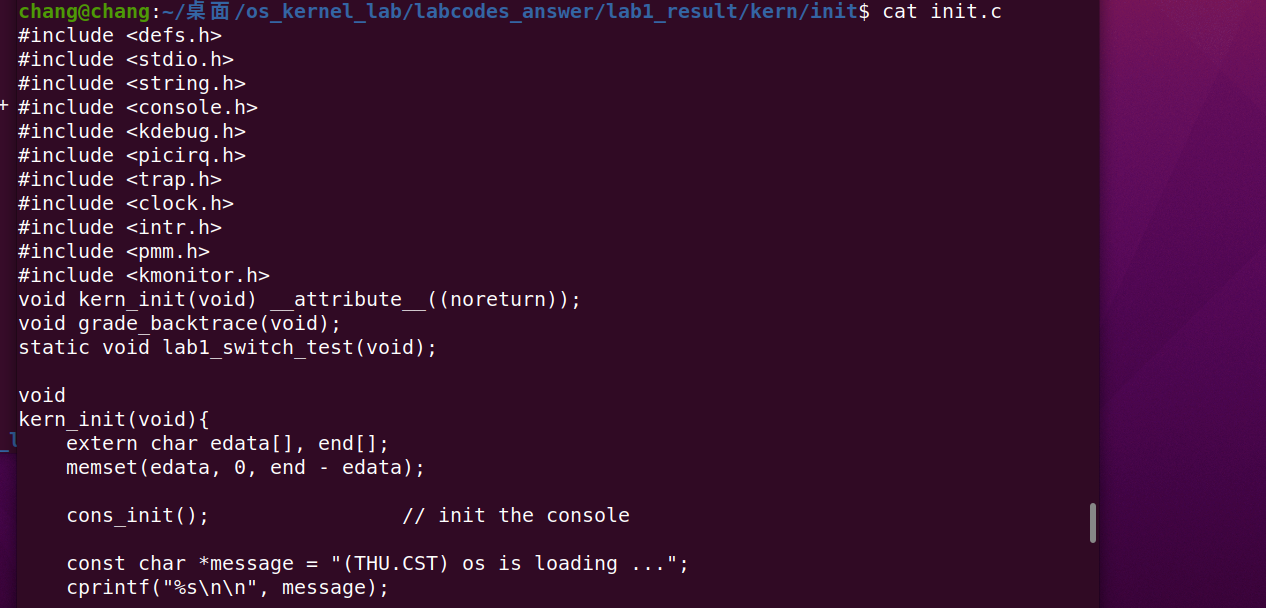 chang@chang:~/桌面/os_kernel_lab/labcodes_answer/lab1_result/kern/init$ cat init.c
#include <defs.h>
#include <stdio.h>
#include <string.h>
#include <console.h>
#include <kdebug.h>
#include <picirq.h>
#include <trap.h>
#include <clock.h>
#include <intr.h>
#include <pmm.h>
#include <kmonitor.h>
void kern_init(void) __attribute__((noreturn));
void grade_backtrace(void);
static void lab1_switch_test(void);

void
kern_init(void){
    extern char edata[], end[];
    memset(edata, 0, end - edata);

    cons_init();                // init the console

    const char *message = "(THU.CST) os is loading ...";
    cprintf("%s\n\n", message);